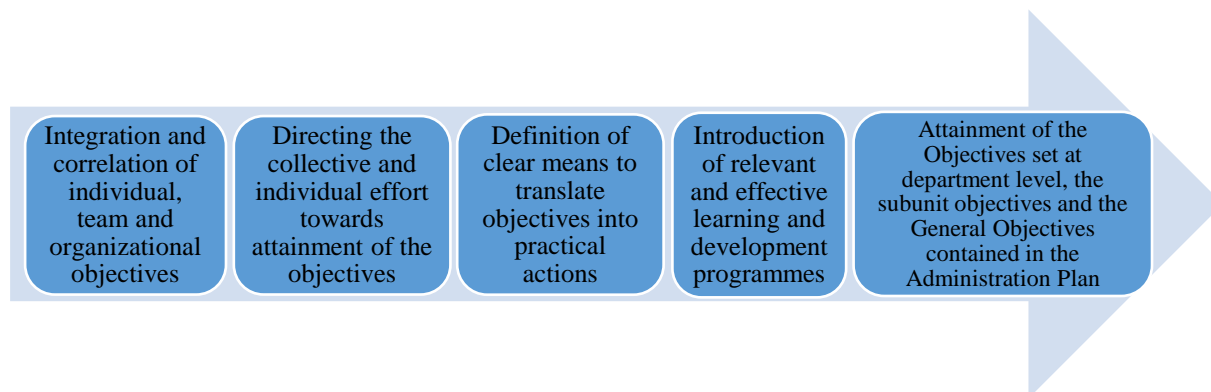 Integration and
correlation of
individual,
team and
organizational
objectives
Directing the
collective and
individual effort
towards
attainment of the
objectives
Definition of
clear means to
translate
objectives into
practical
actions
Introduction
of relevant
and effective
learning and
development
programmes
Attainment of the
Objectives set at
department level, the
subunit objectives and the
General Objectives
contained in the
Administration Plan